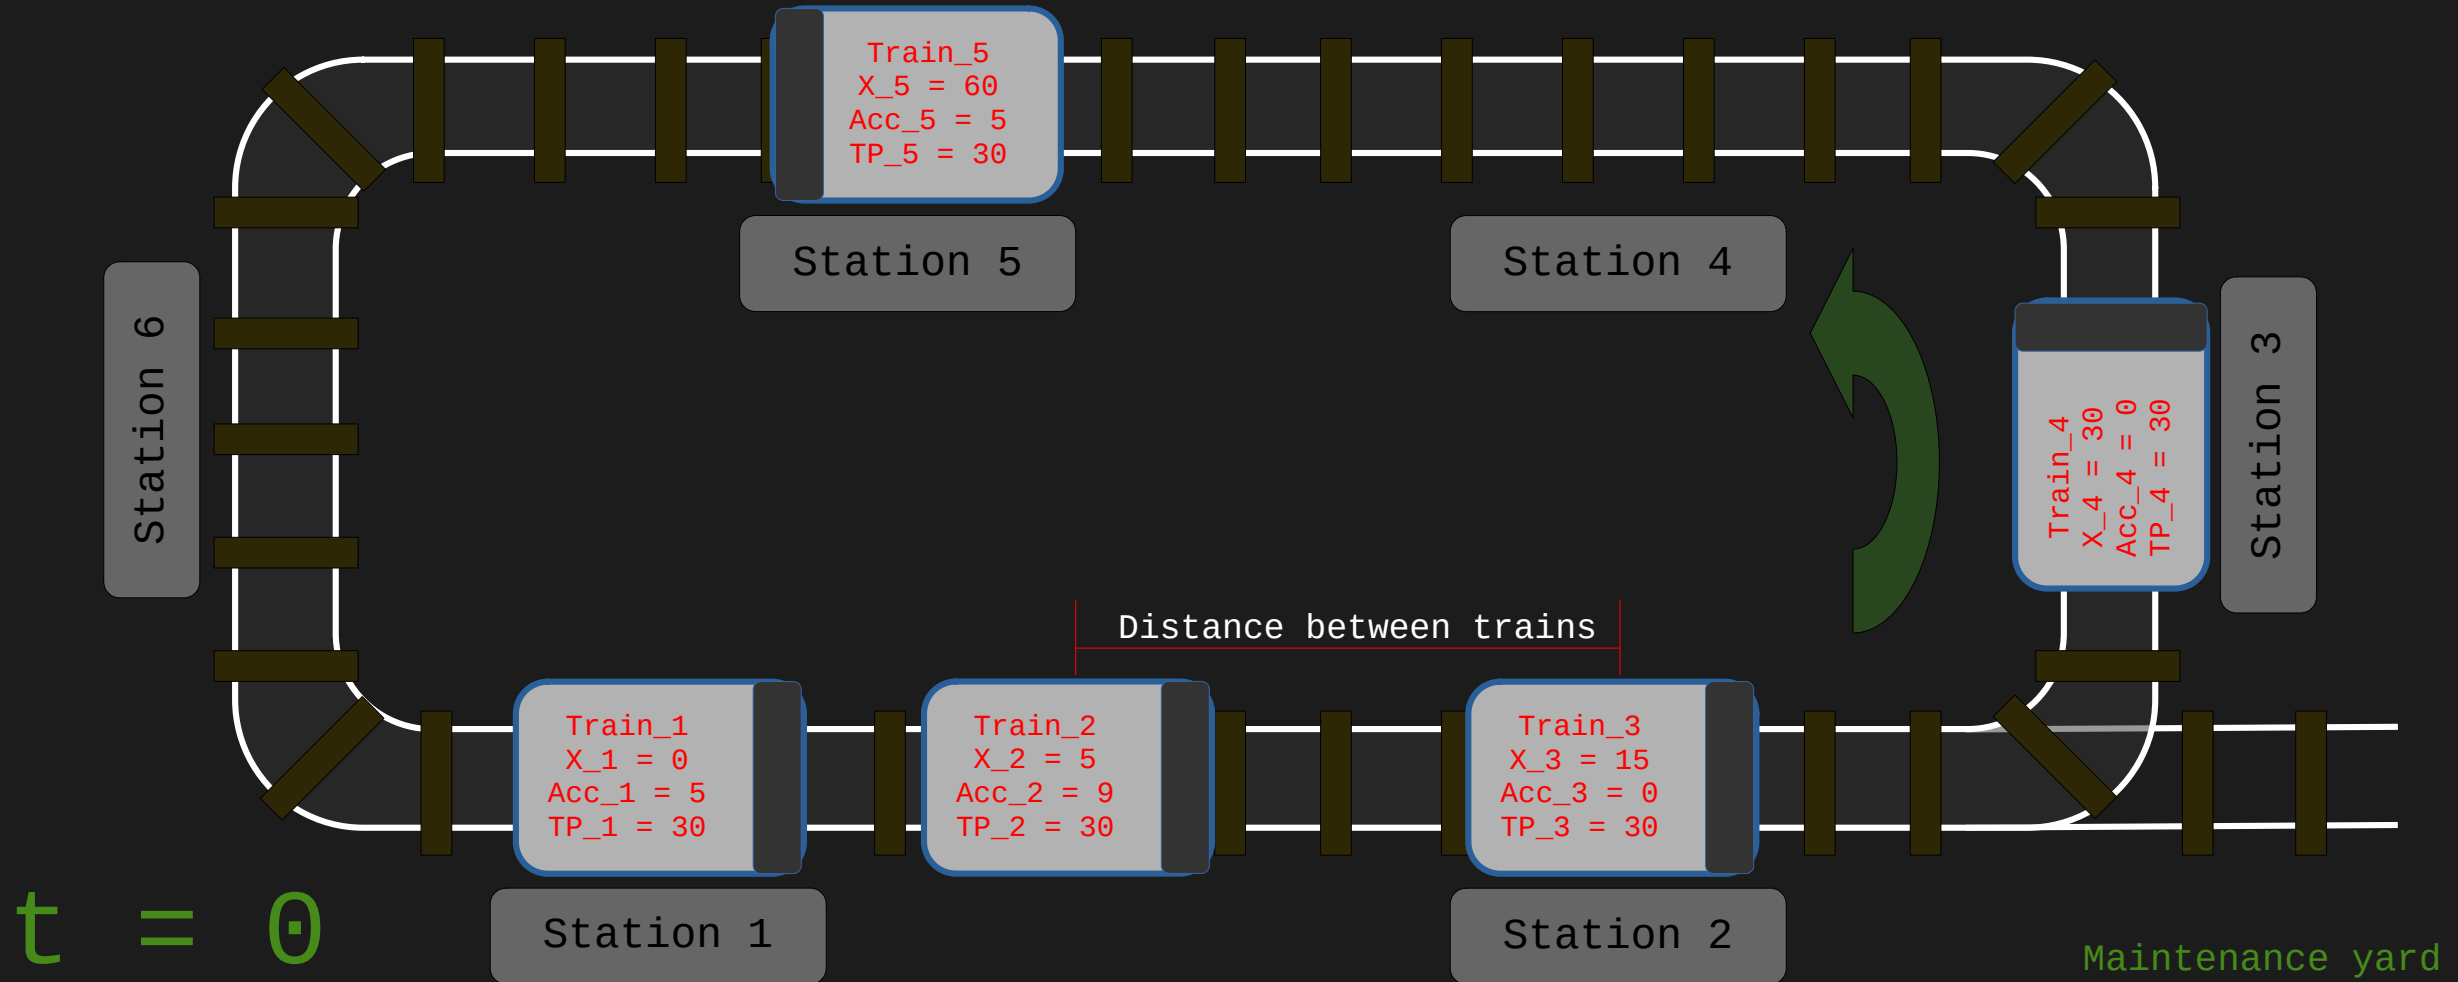 Train_5
X_5 = 60
Acc_5 = 5
TP_5 = 30
Station 5
Station 4
Station 6
Train_4
X_4 = 30
Acc_4 = 0
TP_4 = 30
Station 3
Distance between trains
Train_1
X_1 = 0
Acc_1 = 5
TP_1 = 30
Train_2
X_2 = 5
Acc_2 = 9
TP_2 = 30
Train_3
X_3 = 15
Acc_3 = 0
TP_3 = 30
t = 0
Station 1
Station 2
Maintenance yard